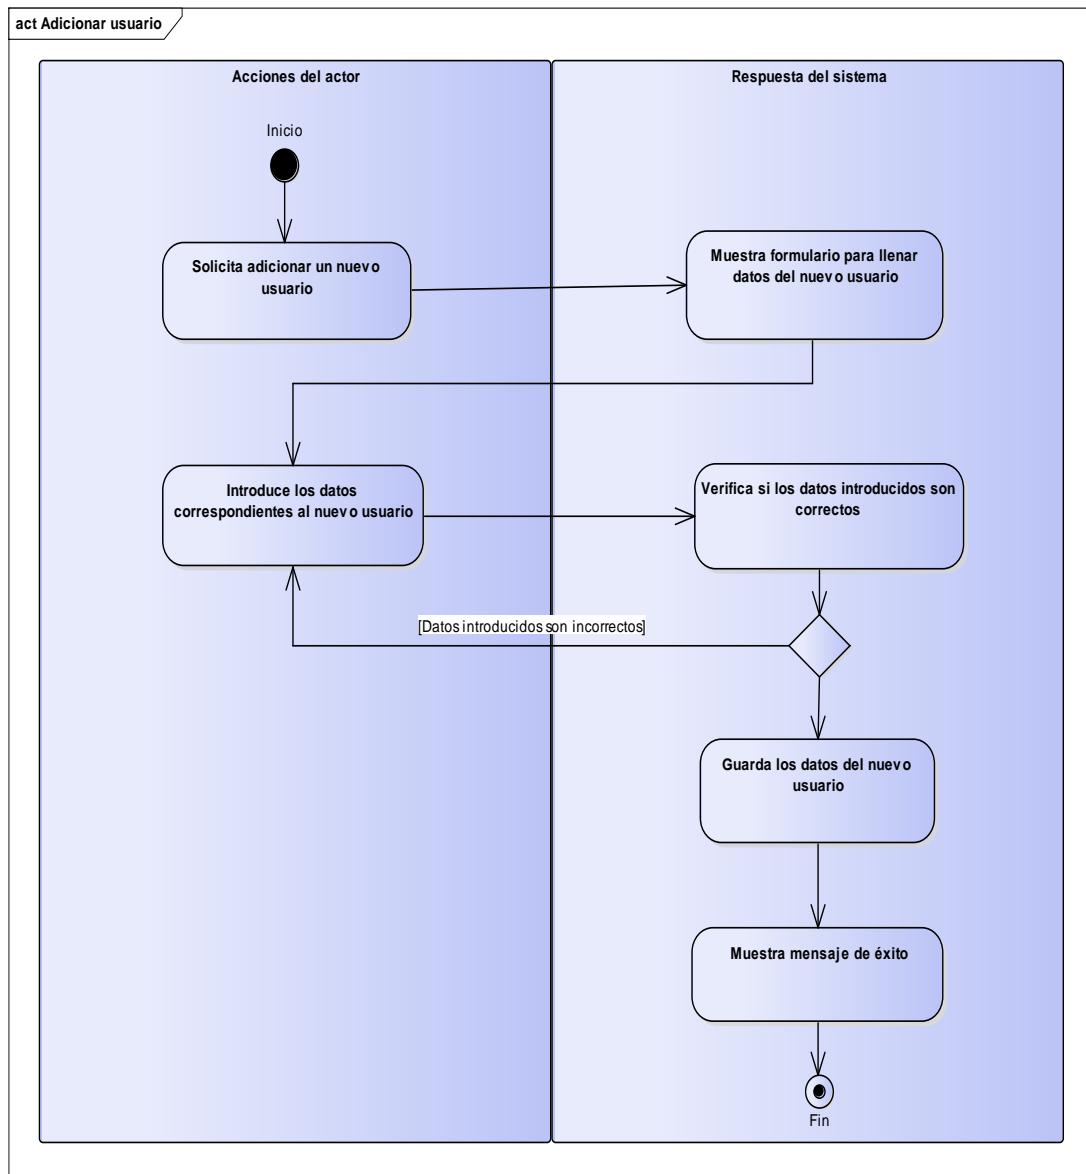 act Adicionar usuario
Acciones del actor
Respuesta del sistema
Inicio
Solicita adicionar un nuevo
usuario
Muestra formulario para llenar
datos del nuevo usuario
Introduce los datos
correspondientes al nuevo usuario
Verifica si los datos introducidos son
correctos
[Datos introducidos son incorrectos]
Guarda los datos del nuevo
usuario
Muestra mensaje de éxito
Fin